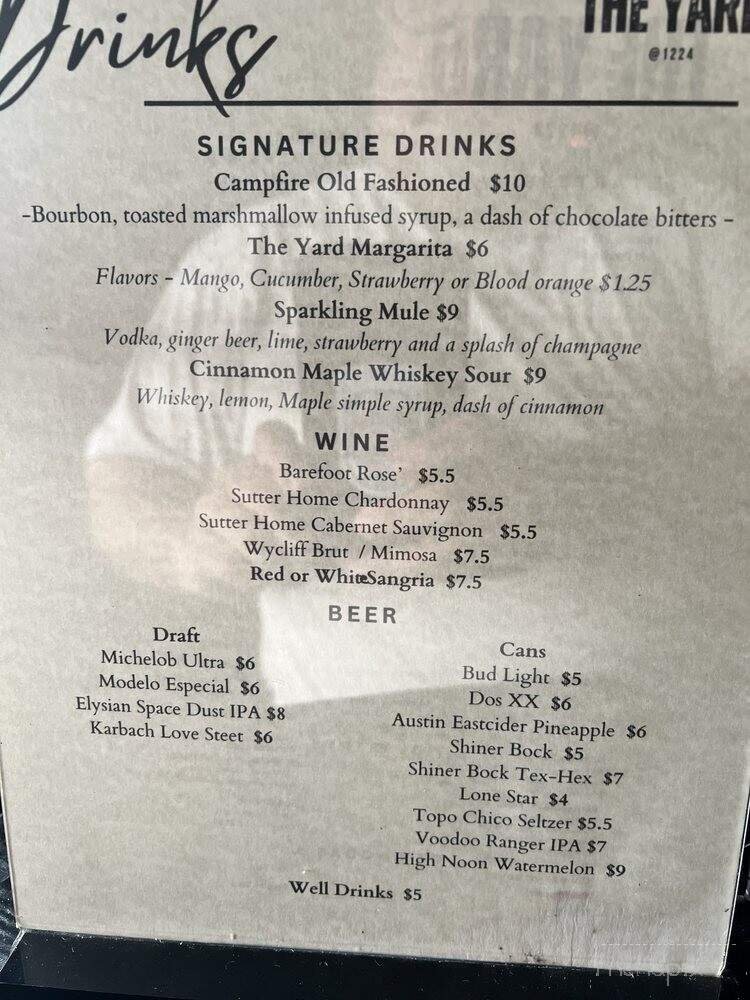 Drinks
THE YARD
@1224
SIGNATURE DRINKS
Campfire Old Fashioned $10
-Bourbon, toasted marshmallow infused syrup, a dash of chocolate bitters -
The Yard Margarita $6
Flavors - Mango, Cucumber, Strawberry or Blood orange $1.25
Sparkling Mule $9
Vodka, ginger beer, lime, strawberry and a splash of champagne
Cinnamon Maple Whiskey Sour $9
Whiskey, lemon, Maple simple syrup, dash of cinnamon
WINE
Barefoot Rose' $5.5
Sutter Home Chardonnay $5.5
Sutter Home Cabernet Sauvignon $5.5
Wycliff Brut / Mimosa $7.5
Red or WhiteSangria $7.5
BEER
Draft
Michelob Ultra $6
Modelo Especial $6
Elysian Space Dust IPA $8
Karbach Love Steet $6
Cans
Bud Light $5
Dos XX $6
Austin Eastcider Pineapple $6
Shiner Bock $5
Shiner Bock Tex-Hex $7
Lone Star $4
Topo Chico Seltzer $5.5
Voodoo Ranger IPA $7
High Noon Watermelon $9
Well Drinks $5